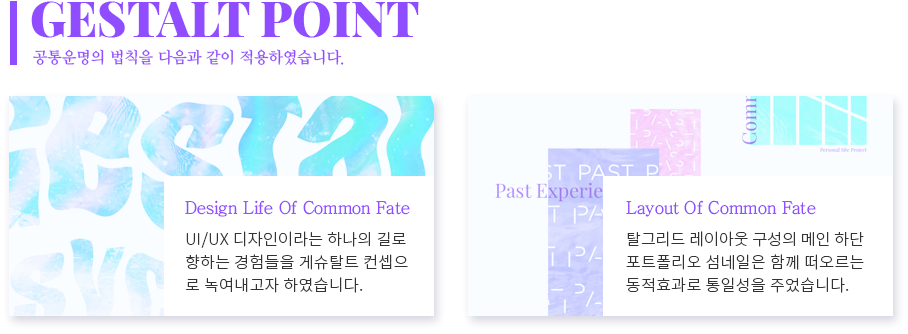 GESTALT POINT
공통운명의 법칙을 다음과 같이 적용하였습니다.
Gestal
Design Life Of Common Fate
UI/UX 디자인이라는 하나의 길로
향하는 경험들을 게슈탈트 컨셉으
로 녹여내고자 하였습니다.
Comm
Personal Site Project
PAST PAST P
Past Experie
Layout Of Common Fate
탈그리드 레이아웃 구성의 메인 하단
포트폴리오 섬네일은 함께 떠오르는
동적효과로 통일성을 주었습니다.